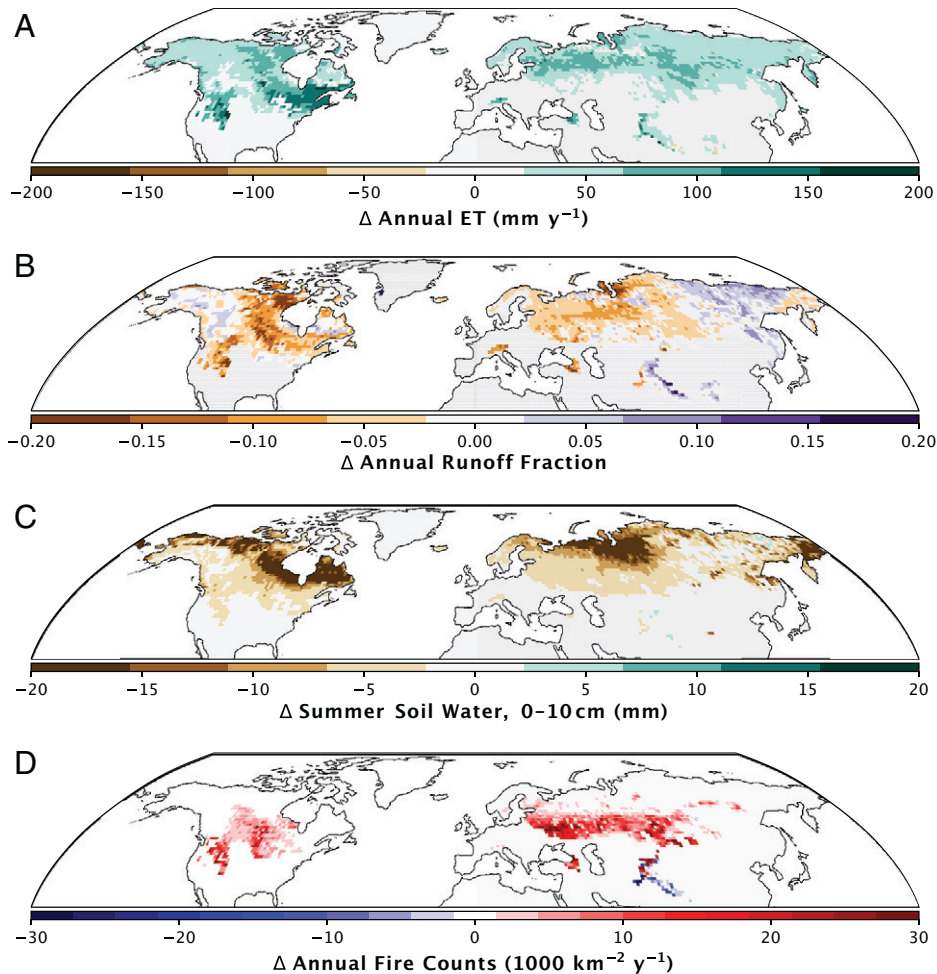 A
−200 −150 −100 −50 0 50 100 150 200
Δ Annual ET (mm y⁻¹)
B
−0.20 −0.15 −0.10 −0.05 0.00 0.05 0.10 0.15 0.20
Δ Annual Runoff Fraction
C
−20 −15 −10 −5 0 5 10 15 20
Δ Summer Soil Water, 0–10cm (mm)
D
−30 −20 −10 0 10 20 30
Δ Annual Fire Counts (1000 km⁻² y⁻¹)